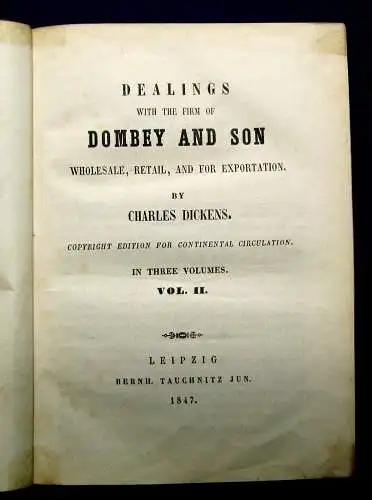 DEALINGS
WITH THE FIRM OF
DOMBEY AND SON
WHOLESALE, RETAIL, AND FOR EXPORTATION.
BY
CHARLES DICKENS.
COPYRIGHT EDITION FOR CONTINENTAL CIRCULATION.
IN THREE VOLUMES.
VOL. II.
LEIPZIG
BERNH. TAUCHNITZ JUN.
1847.